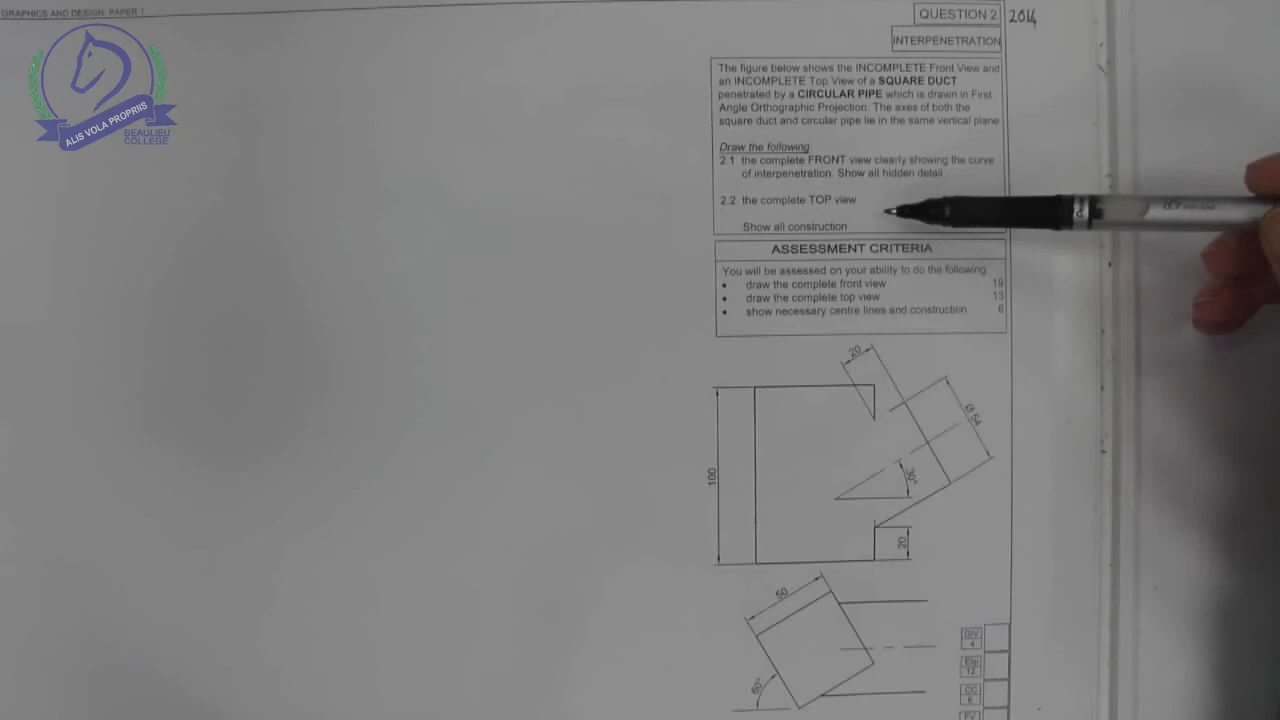 GRAPHICS AND DESIGN: PAPER 1
QUESTION 2
2014
INTERPENETRATION
ALIS VOLA PROPRIIS
BEAULIEU
COLLEGE
The figure below shows the INCOMPLETE Front View and
an INCOMPLETE Top View of a SQUARE DUCT
penetrated by a CIRCULAR PIPE which is drawn in First
Angle Orthographic Projection. The axes of both the
square duct and circular pipe lie in the same vertical plane
Draw the following
2.1 the complete FRONT view clearly showing the curve
of interpenetration. Show all hidden detail
2.2 the complete TOP view
Show all construction
ASSESSMENT CRITERIA
You will be assessed on your ability to do the following
• draw the complete front view 19
• draw the complete top view 13
• show necessary centre lines and construction 6
20
Ø 54
100
30°
20
50
60°
DIV
4
12
CC
6